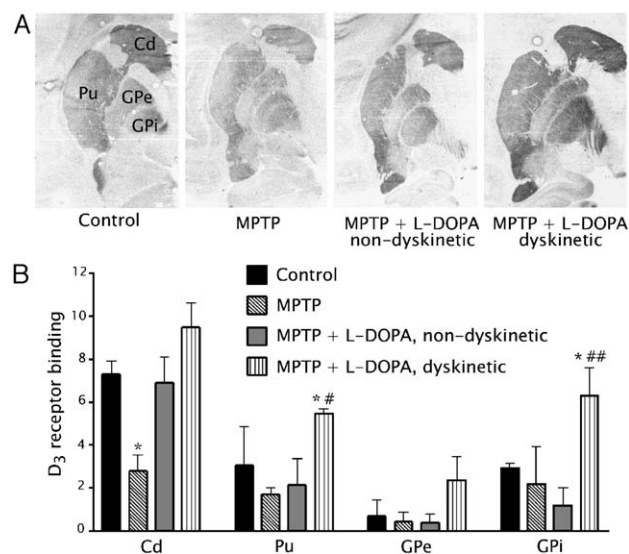 A
Cd
Pu
GPe
GPi
Control
MPTP
MPTP + L-DOPA
non-dyskinetic
MPTP + L-DOPA
dyskinetic
B
Control
MPTP
MPTP + L-DOPA, non-dyskinetic
MPTP + L-DOPA, dyskinetic
D3 receptor binding
12
10
8
6
4
2
0
*
* #
* ##
Cd
Pu
GPe
GPi